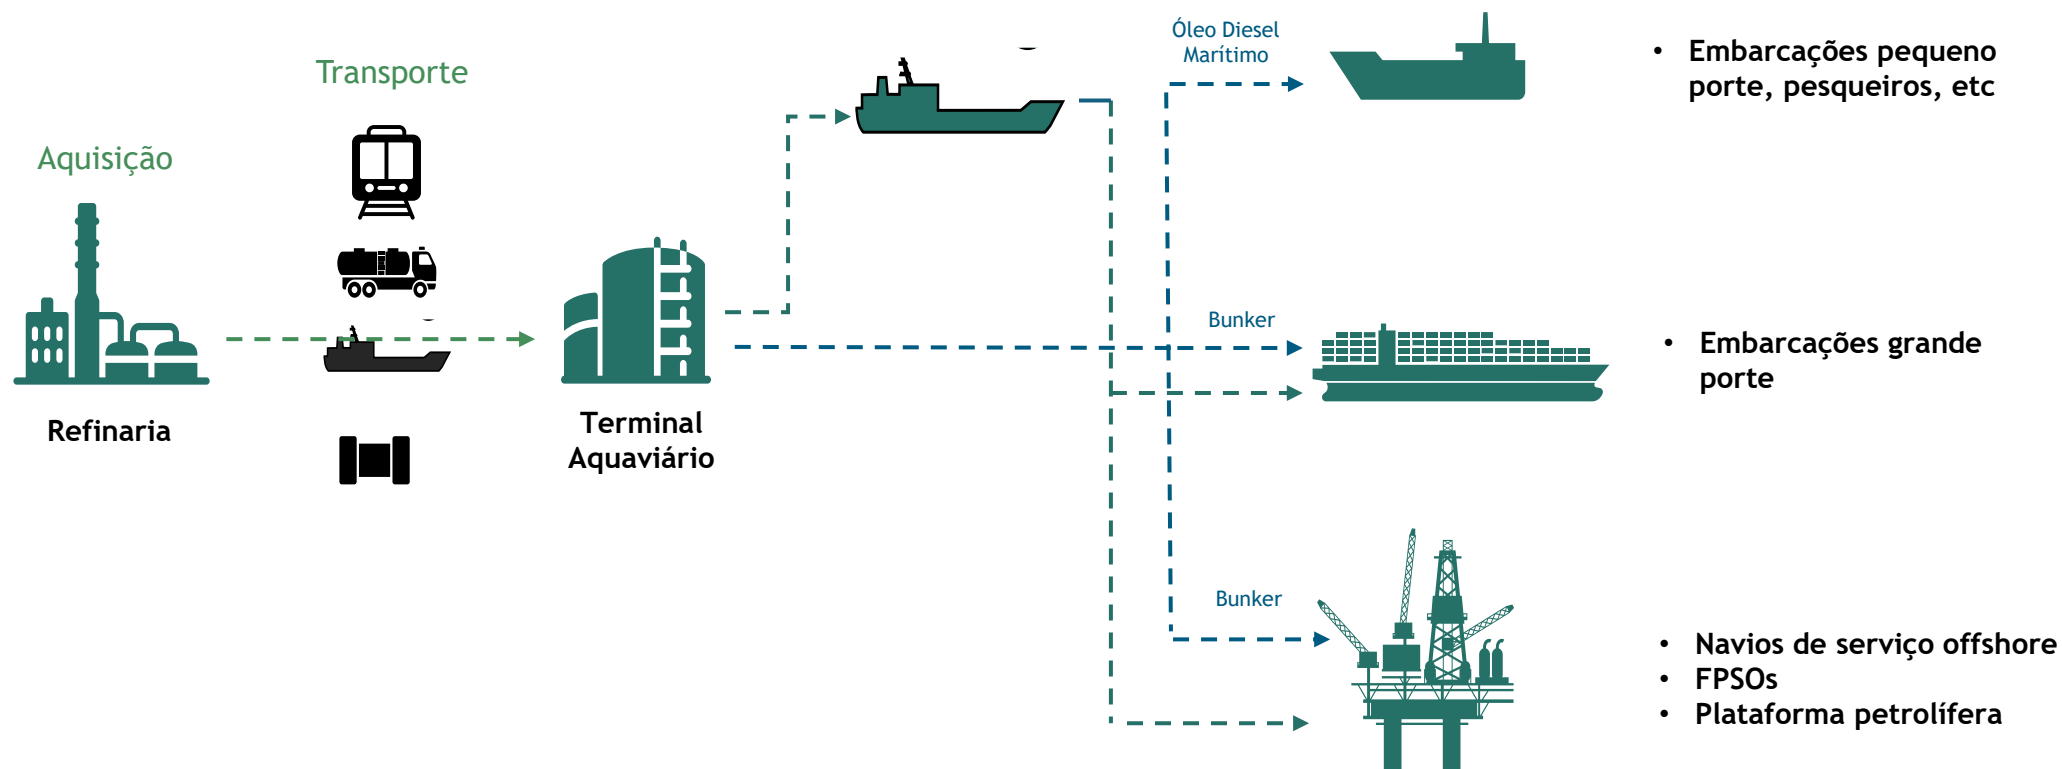 Aquisição
Refinaria
Transporte
Terminal
Aquaviário
Óleo Diesel
Marítimo
• Embarcações pequeno
porte, pesqueiros, etc
Bunker
• Embarcações grande
porte
Bunker
• Navios de serviço offshore
• FPSOs
• Plataforma petrolífera